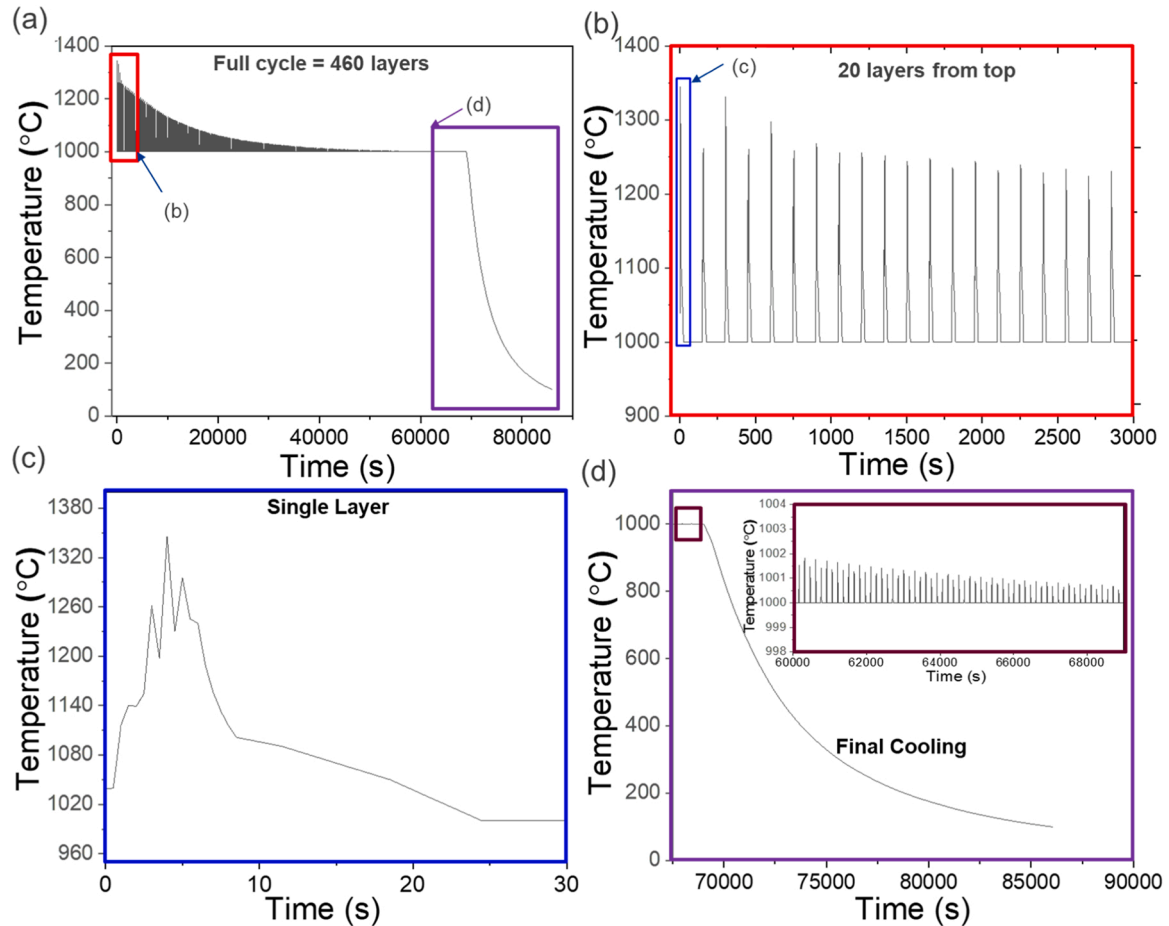 (a)
Full cycle = 460 layers
(d)
(b)
Temperature (°C)
1400
1200
1000
800
600
400
200
0
0 20000 40000 60000 80000
Time (s)
(b)
20 layers from top
(c)
Temperature (°C)
1400
1300
1200
1100
1000
900
0 500 1000 1500 2000 2500 3000
Time (s)
(c)
Single Layer
Temperature (°C)
1380
1320
1260
1200
1140
1080
1020
960
0 10 20 30
Time (s)
(d)
Temperature (°C)
1000
800
600
400
200
0
Temperature (°C)
1004
1003
1002
1001
1000
999
998
60000 62000 64000 66000 68000
Time (s)
Final Cooling
70000 75000 80000 85000 90000
Time (s)